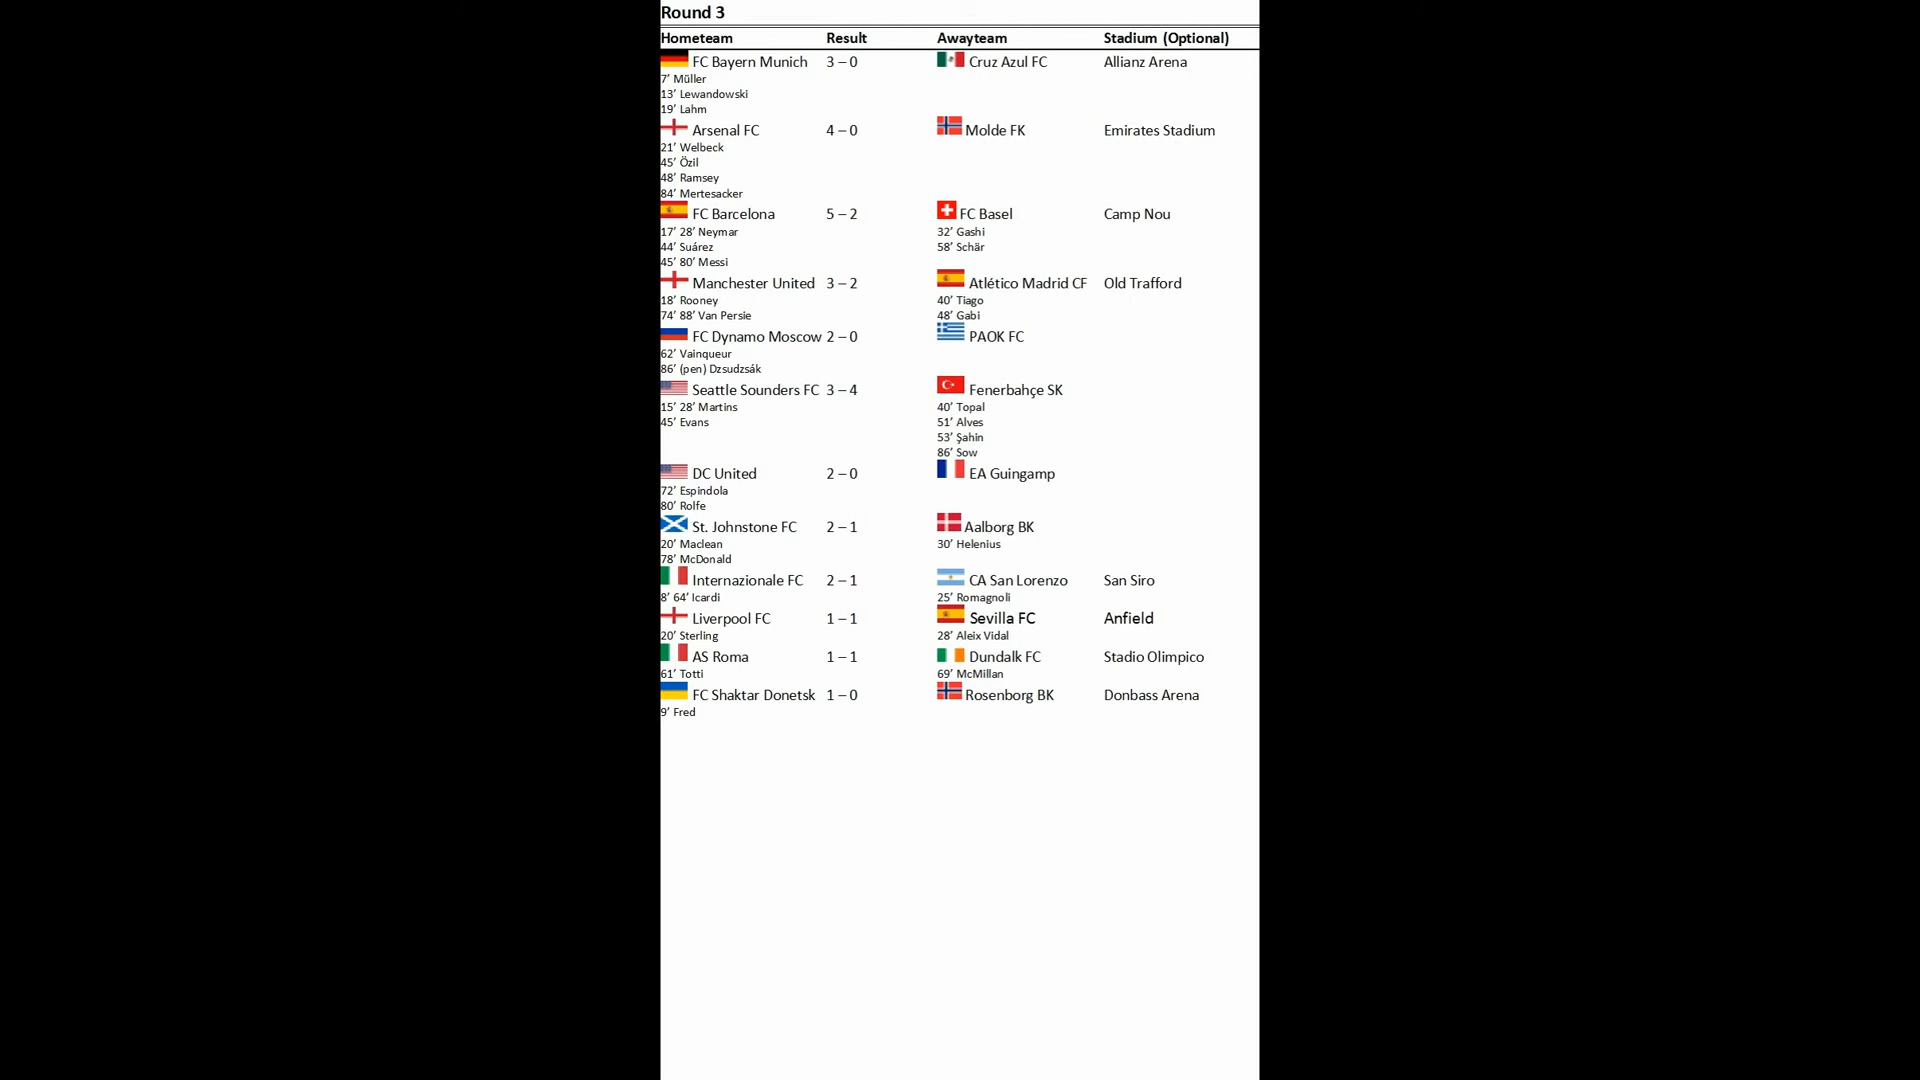 Round 3
Hometeam Result Awayteam Stadium (Optional)
FC Bayern Munich 3 – 0 Cruz Azul FC Allianz Arena
7’ Müller
13’ Lewandowski
19’ Lahm
Arsenal FC 4 – 0 Molde FK Emirates Stadium
21’ Welbeck
45’ Özil
48’ Ramsey
84’ Mertesacker
FC Barcelona 5 – 2 FC Basel Camp Nou
17’ 28’ Neymar 32’ Gashi
44’ Suárez 58’ Schär
45’ 80’ Messi
Manchester United 3 – 2 Atlético Madrid CF Old Trafford
18’ Rooney 40’ Tiago
74’ 88’ Van Persie 48’ Gabi
FC Dynamo Moscow 2 – 0 PAOK FC
62’ Vainqueur
86’ (pen) Dzsudzsák
Seattle Sounders FC 3 – 4 Fenerbahçe SK
15’ 28’ Martins 40’ Topal
45’ Evans 51’ Alves
53’ Şahin
86’ Sow
DC United 2 – 0 EA Guingamp
72’ Espindola
80’ Rolfe
St. Johnstone FC 2 – 1 Aalborg BK
20’ Maclean 30’ Helenius
78’ McDonald
Internazionale FC 2 – 1 CA San Lorenzo San Siro
8’ 64’ Icardi 25’ Romagnoli
Liverpool FC 1 – 1 Sevilla FC Anfield
20’ Sterling 28’ Aleix Vidal
AS Roma 1 – 1 Dundalk FC Stadio Olimpico
61’ Totti 69’ McMillan
FC Shaktar Donetsk 1 – 0 Rosenborg BK Donbass Arena
9’ Fred